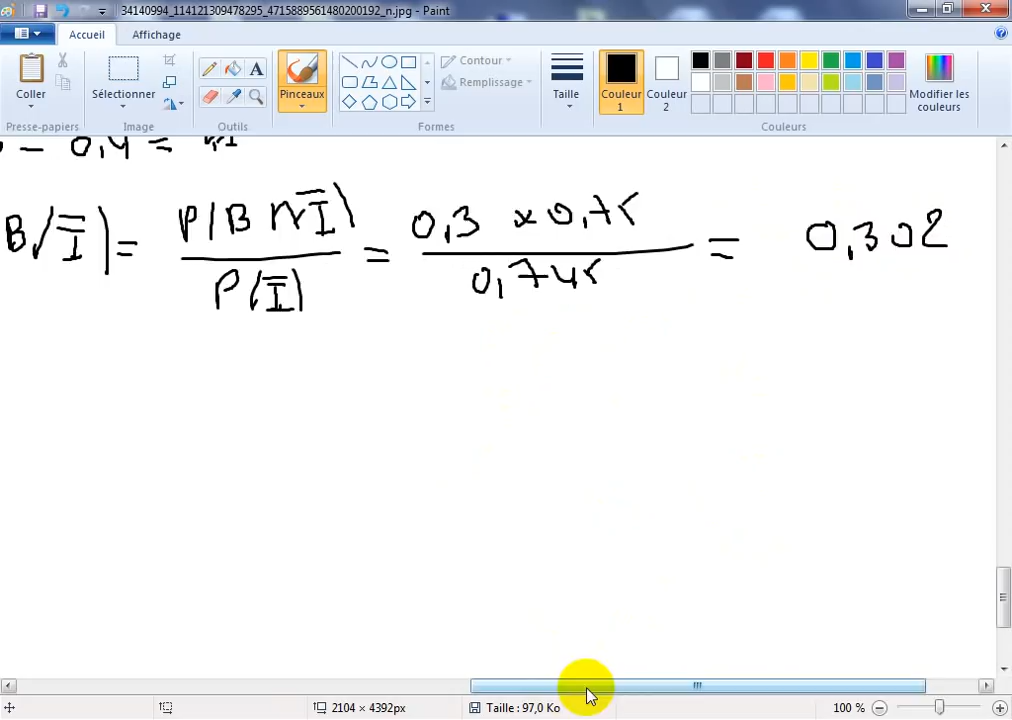 34140994_114121309478295_4715889561480200192_n.jpg - Paint
Accueil Affichage
Coller Sélectionner Pinceaux Contour Remplissage Taille Couleur 1 Couleur 2 Modifier les couleurs
Presse-papiers Image Outils Formes Couleurs
- 0,4 =
B/Ī) = P(B ∩ Ī) / P(Ī) = 0,3 × 0,75 / 0,745 = 0,302
2104 × 4392px Taille : 97,0 Ko 100 %